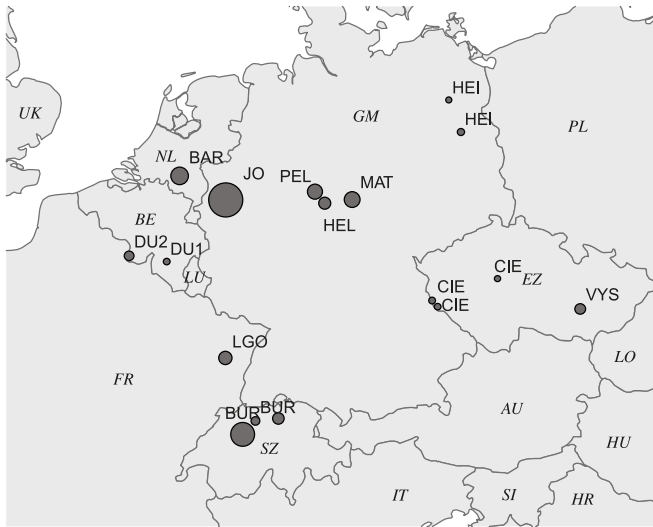 HEI
UK
GM
HEI
PL
NL
BAR
JO
PEL
MAT
HEL
BE
DU2
DU1
LU
CIE
EZ
CIE
CIE
VYS
LGO
LO
FR
BUR
BUR
AU
SZ
HU
IT
SI
HR